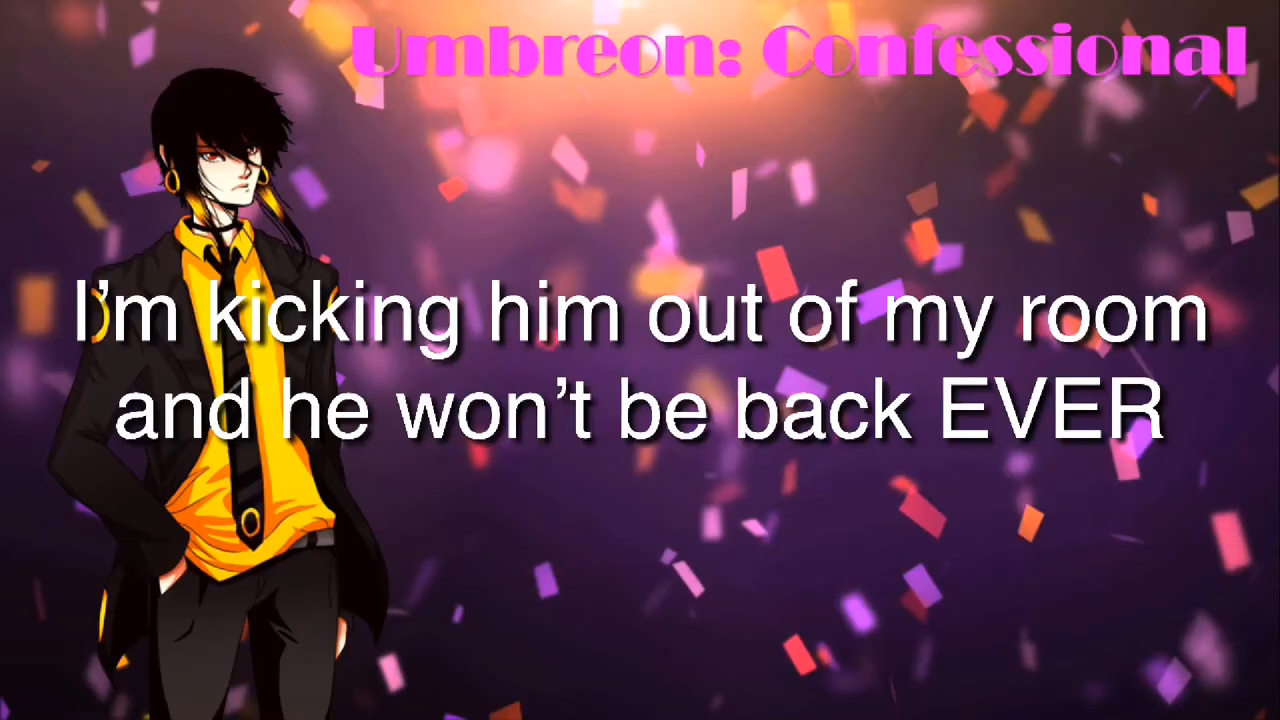 Umbreon: Confessional
I'm kicking him out of my room
and he won't be back EVER